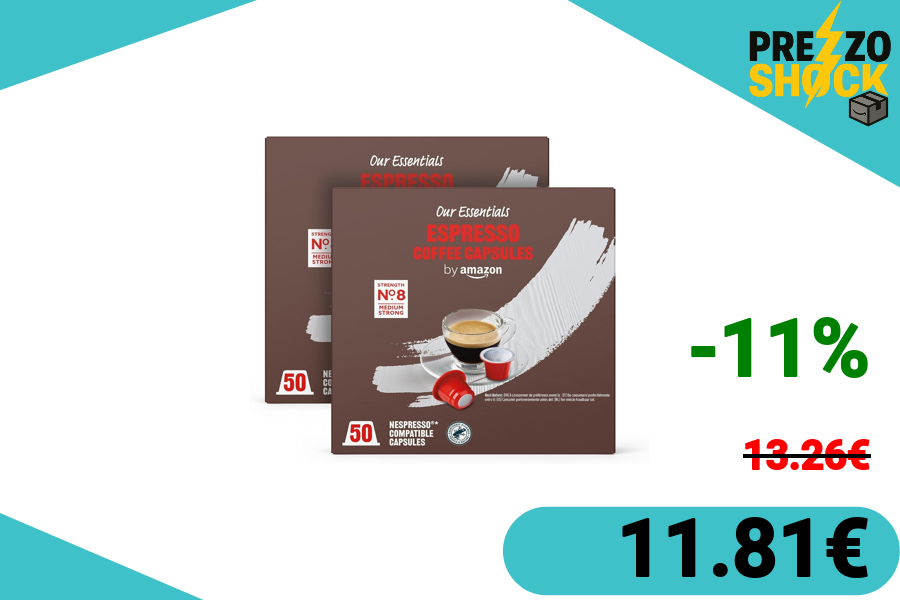 PREZZO
SHOCK
Our Essentials
ESPRESSO
STRENGTH
No
MEDIUM
STRONG
50
Our Essentials
ESPRESSO
COFFEE CAPSULES
by amazon
STRENGTH
No8
MEDIUM
STRONG
50
NESPRESSO®*
COMPATIBLE
CAPSULES
-11%
13.26€
11.81€